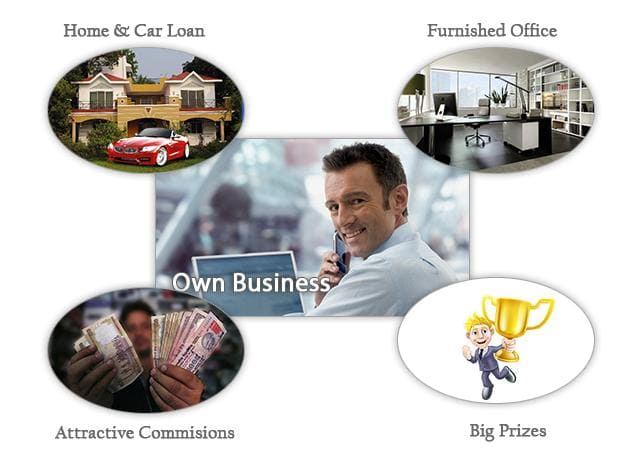 Home & Car Loan
Furnished Office
Own Business
Attractive Commisions
Big Prizes